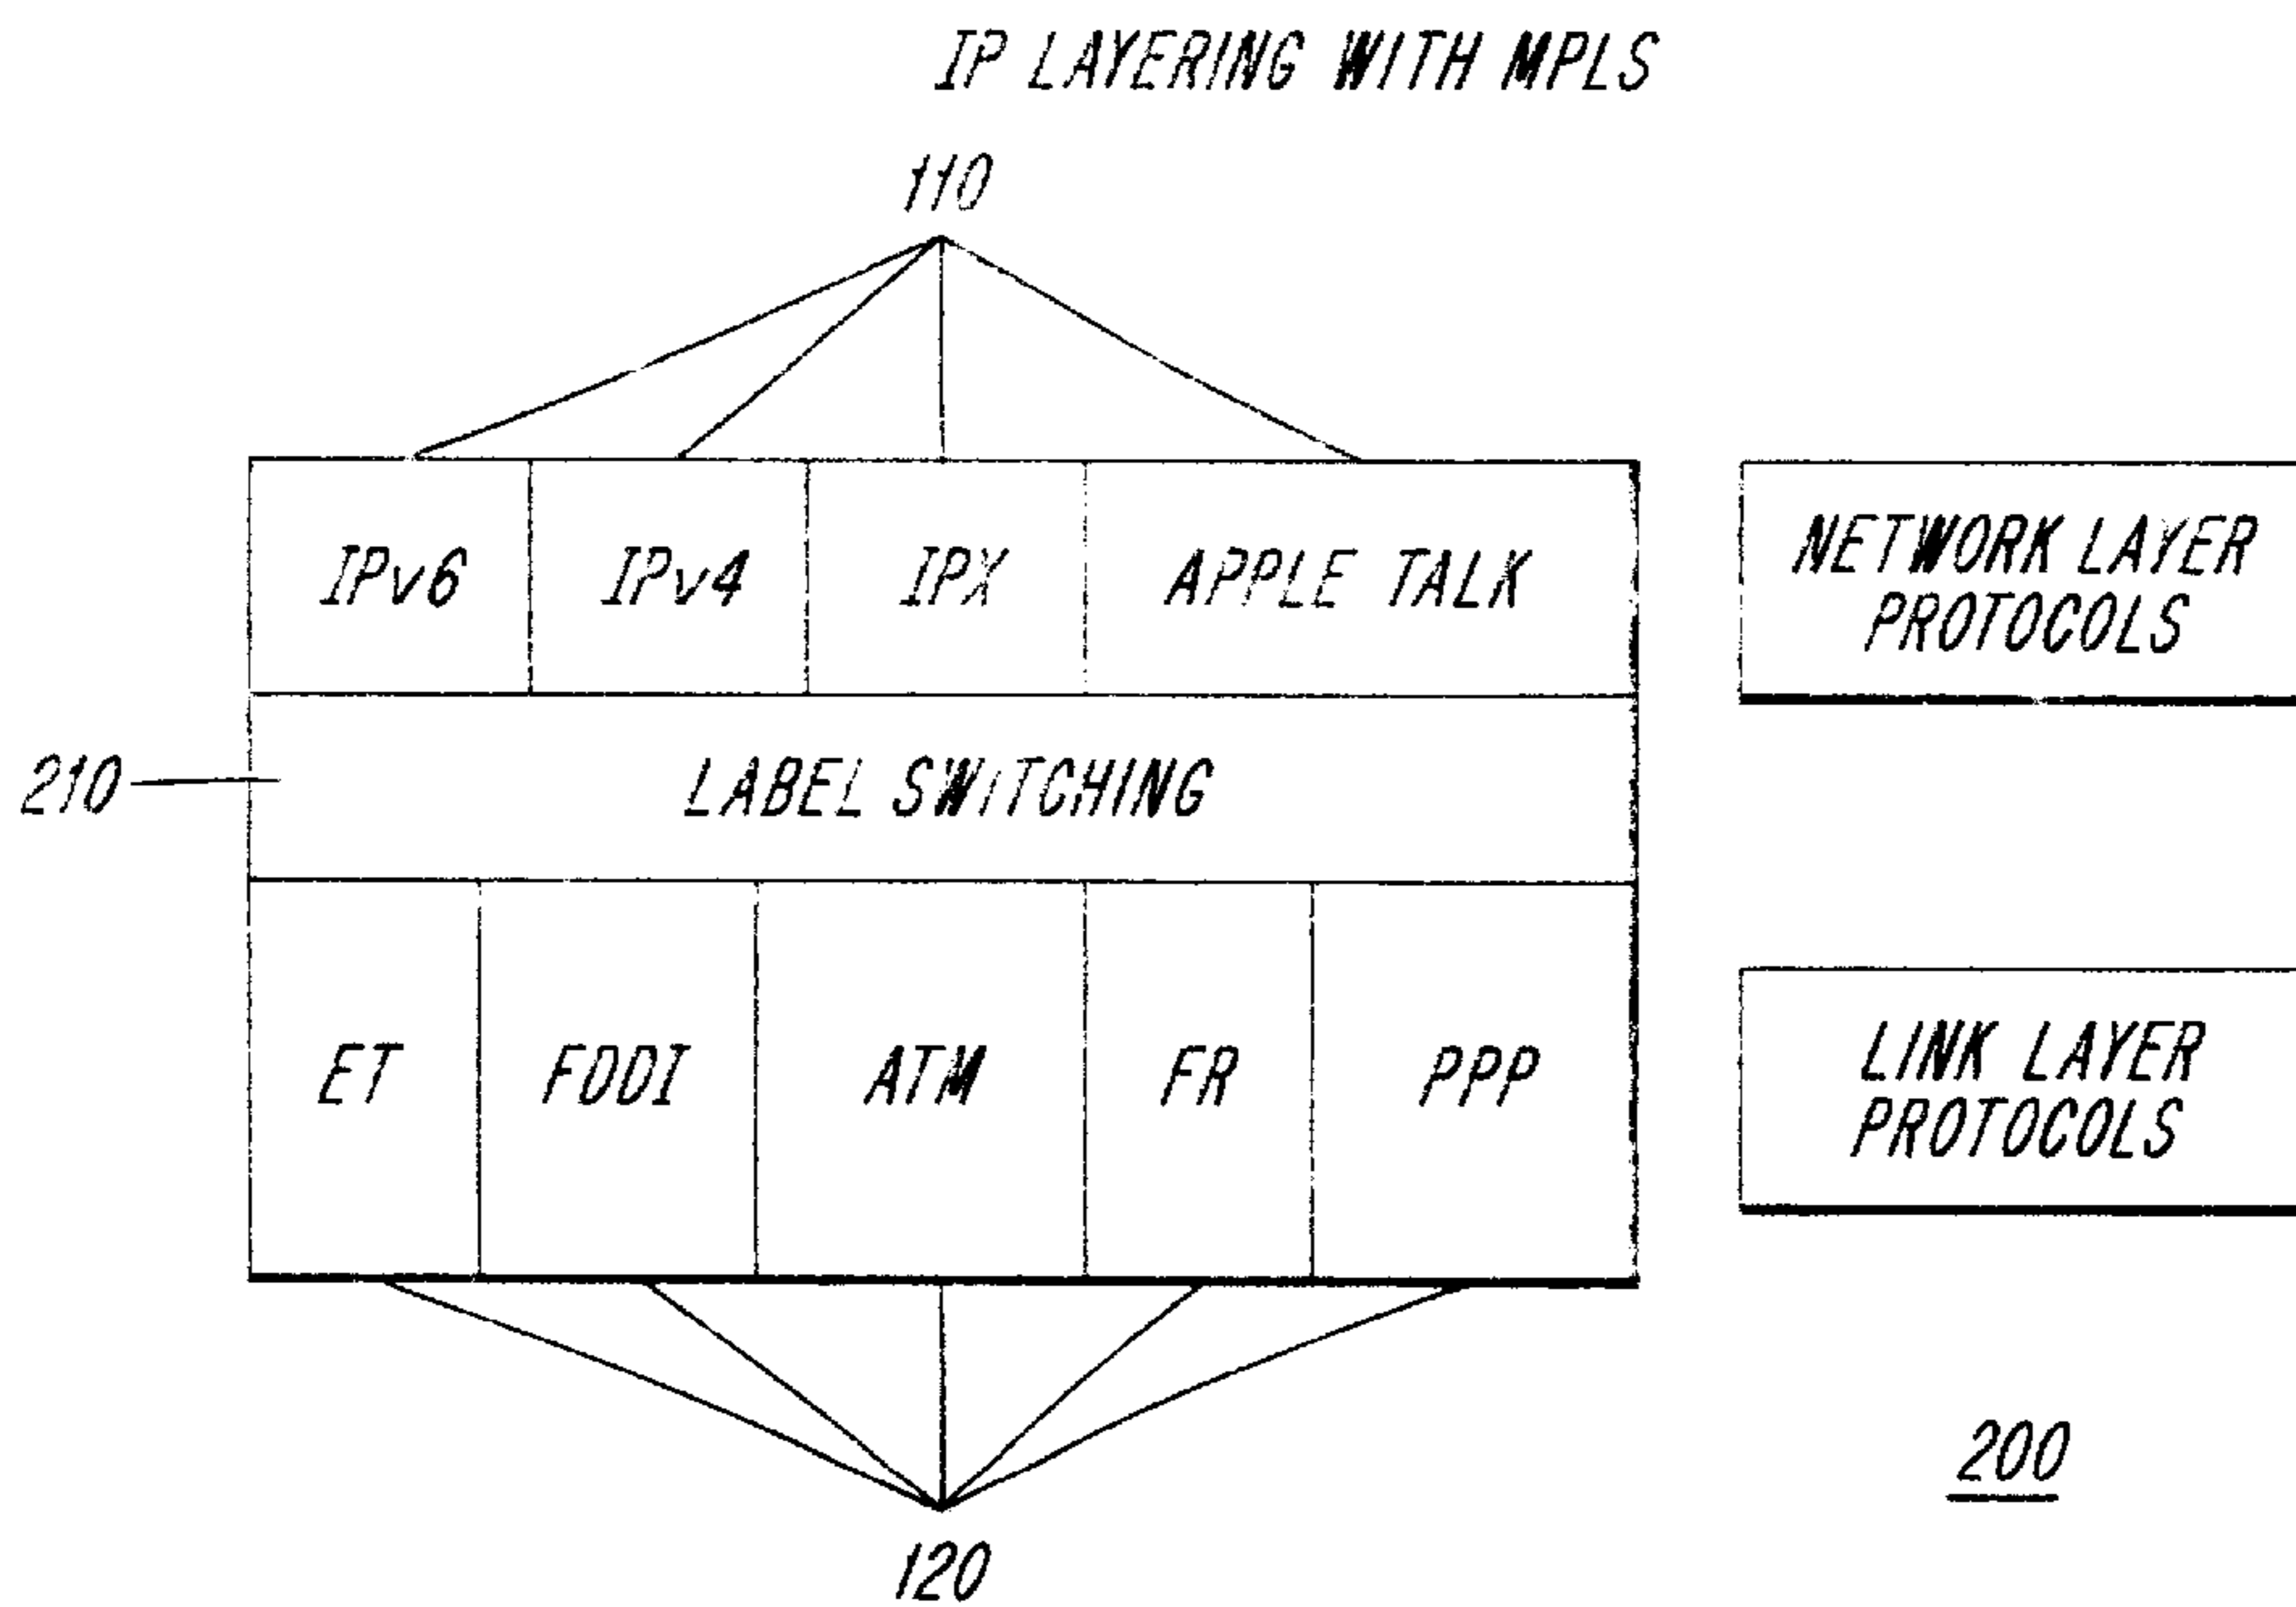 IP LAYERING WITH MPLS
110
IPv6 IPv4 IPX APPLE TALK
NETWORK LAYER
PROTOCOLS
210
LABEL SWITCHING
ET FDDI ATM FR PPP
LINK LAYER
PROTOCOLS
200
120